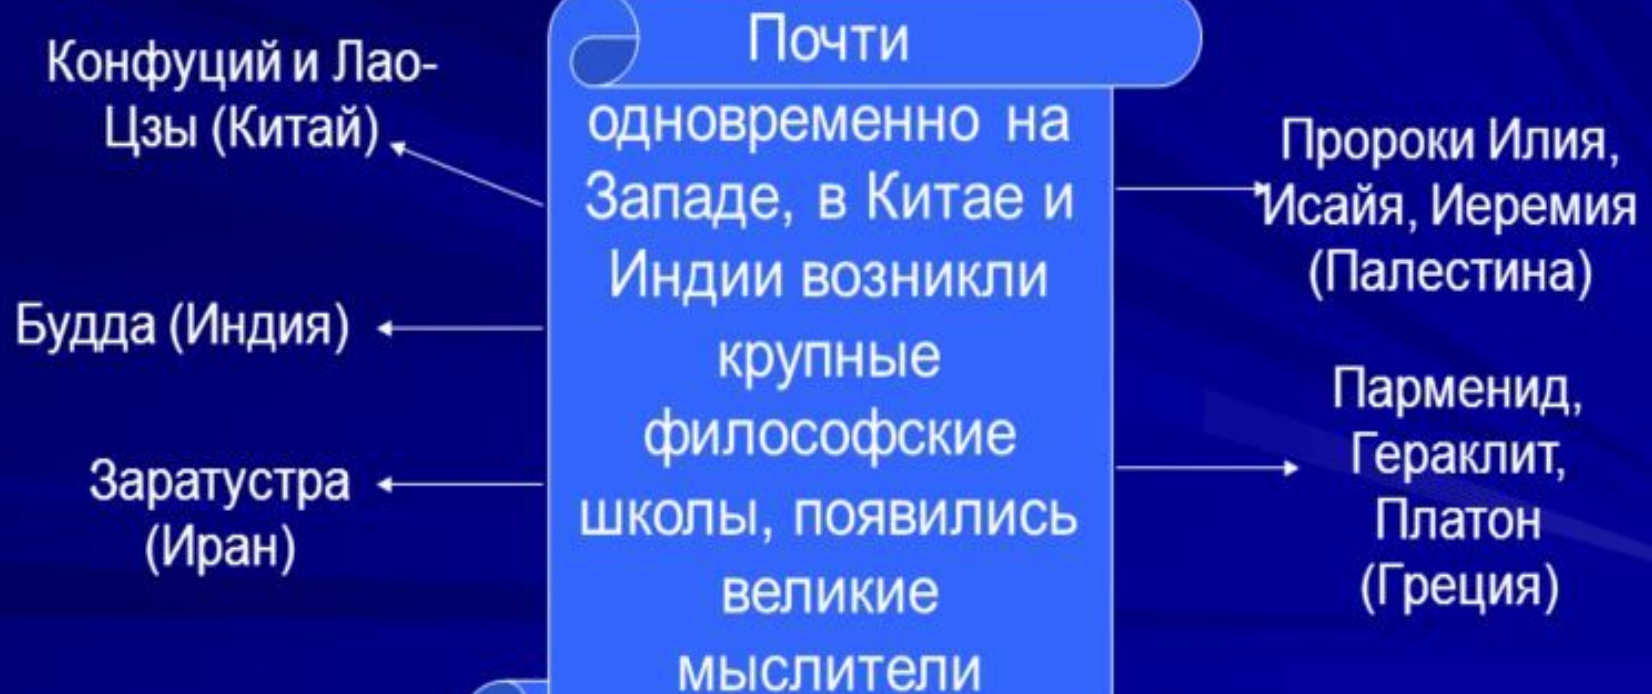 Конфуций и Лао-
Цзы (Китай)
Будда (Индия)
Заратустра
(Иран)
Почти
одновременно на
Западе, в Китае и
Индии возникли
крупные
философские
школы, появились
великие
мыслители
Пророки Илия,
Исайя, Иеремия
(Палестина)
Парменид,
Гераклит,
Платон
(Греция)